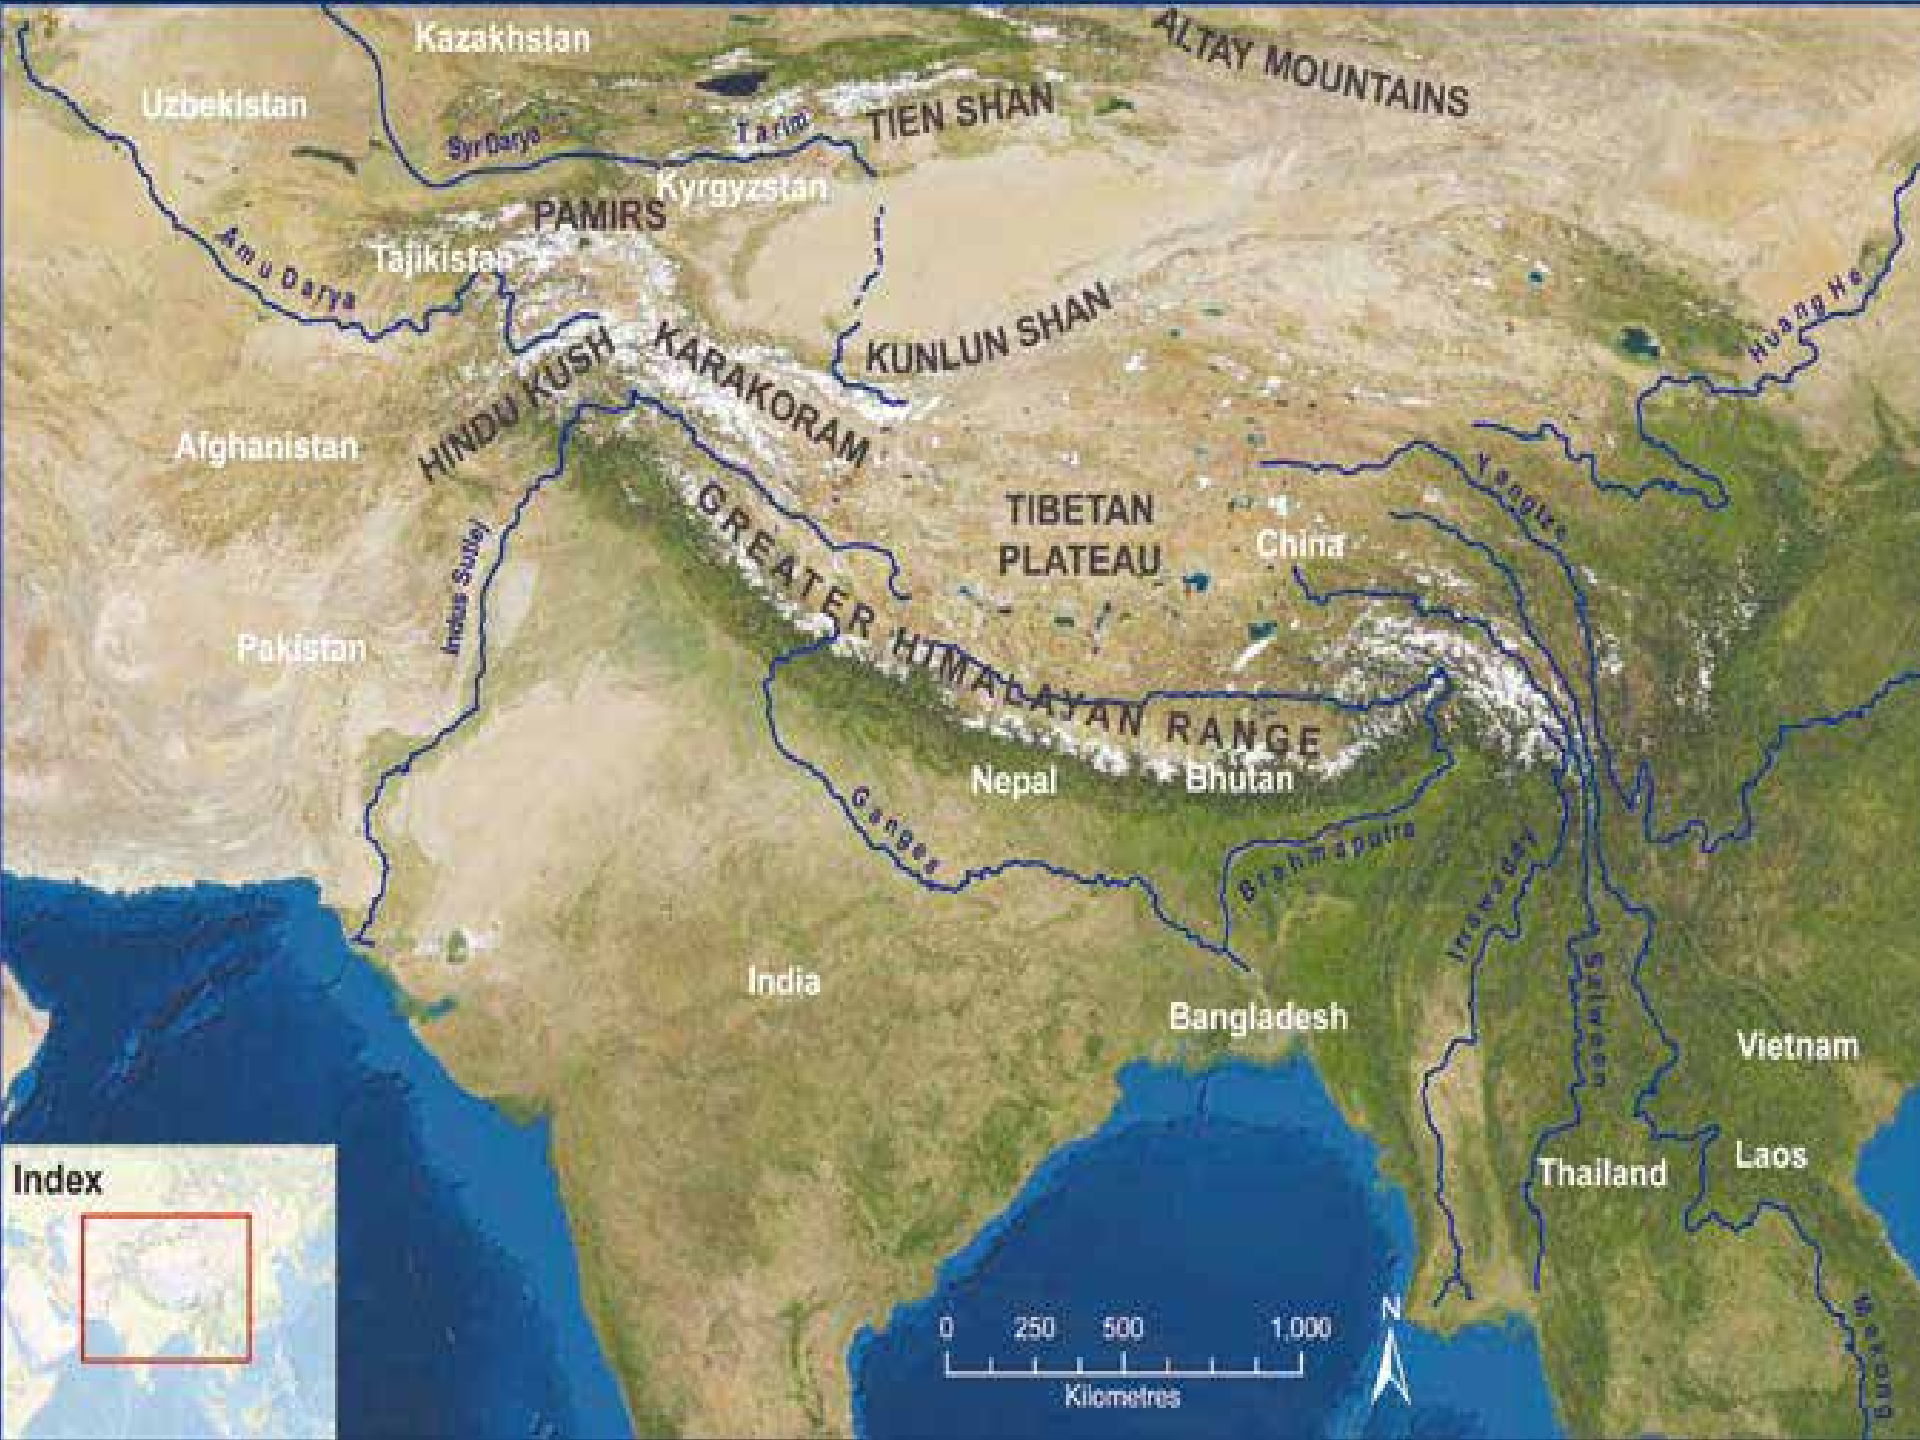 Kazakhstan
ALTAY MOUNTAINS
Uzbekistan
TIEN SHAN
Syr Darya
Tarim
Kyrgyzstan
PAMIRS
Tajikistan
Amu Darya
Huang He
KUNLUN SHAN
HINDU KUSH
KARAKORAM
Afghanistan
Yangtze
TIBETAN
PLATEAU
China
GREATER HIMALAYAN RANGE
Indus Sutlej
Pakistan
Nepal
Bhutan
Ganges
Brahmaputra
Irrawaddy
Salween
India
Bangladesh
Vietnam
Laos
Thailand
Mekong
Index
N
0 250 500 1,000
Kilometres